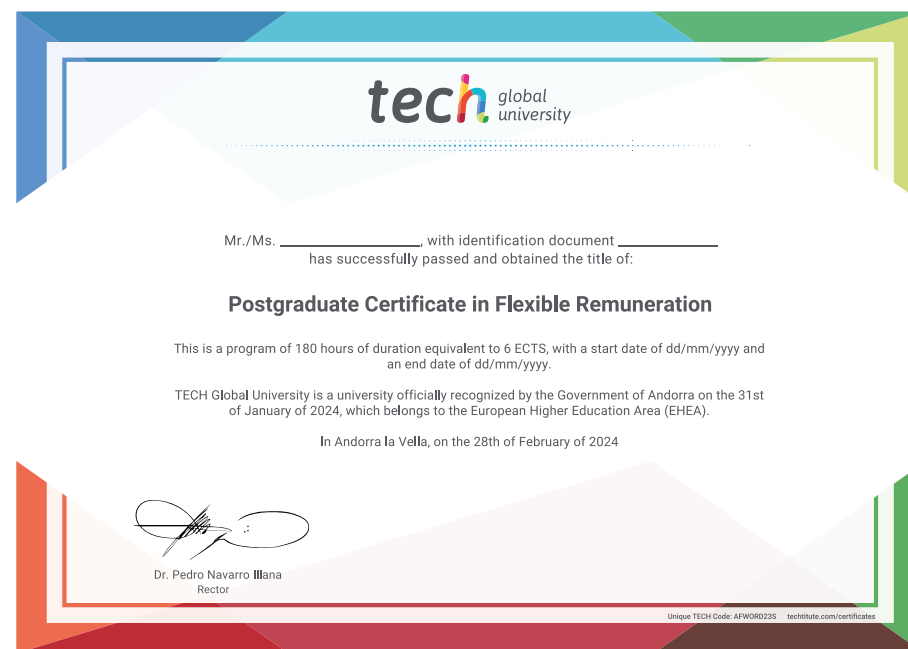 tech global
university
Mr./Ms. ____________, with identification document ____________
has successfully passed and obtained the title of:
Postgraduate Certificate in Flexible Remuneration
This is a program of 180 hours of duration equivalent to 6 ECTS, with a start date of dd/mm/yyyy and
an end date of dd/mm/yyyy.
TECH Global University is a university officially recognized by the Government of Andorra on the 31st
of January of 2024, which belongs to the European Higher Education Area (EHEA).
In Andorra la Vella, on the 28th of February of 2024
Dr. Pedro Navarro Illana
Rector
Unique TECH Code: AFWORD23S techtitute.com/certificates